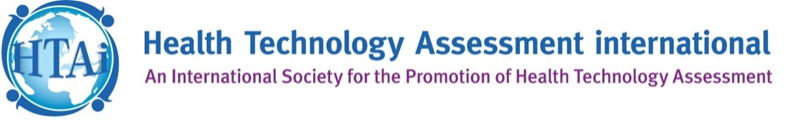 HTAi
Health Technology Assessment international
An International Society for the Promotion of Health Technology Assessment